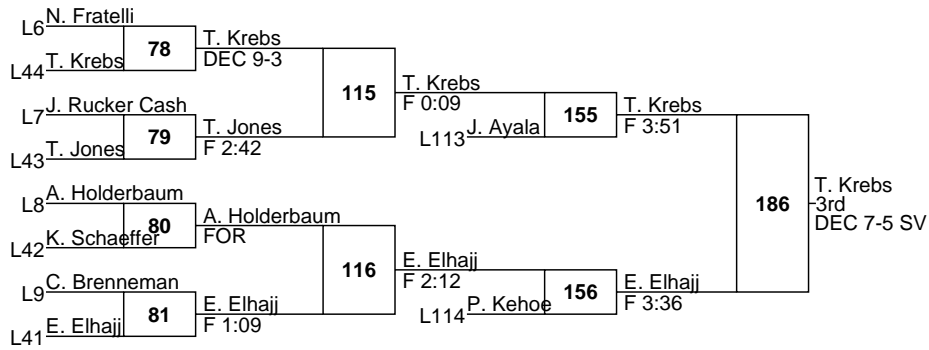 L6 N. Fratelli
78
T. Krebs
DEC 9-3
L44 T. Krebs
115
T. Krebs
F 0:09
L7 J. Rucker Cash
79
T. Jones
F 2:42
L43 T. Jones
L113 J. Ayala
155
T. Krebs
F 3:51
L8 A. Holderbaum
80
A. Holderbaum
FOR
L42 K. Schaeffer
116
E. Elhajj
F 2:12
L9 C. Brenneman
81
E. Elhajj
F 1:09
L41 E. Elhajj
L114 P. Kehoe
156
E. Elhajj
F 3:36
186
T. Krebs
3rd
DEC 7-5 SV